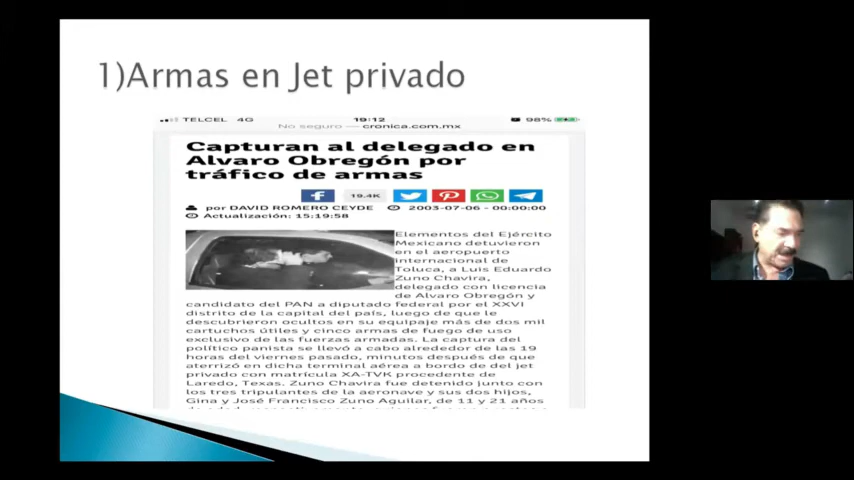 1)Armas en Jet privado
TELCEL 4G 19:12 98%
No seguro — cronica.com.mx
Capturan al delegado en
Alvaro Obregón por
tráfico de armas
19.4K
por DAVID ROMERO CEYDE 2003-07-06 - 00:00:00
Actualización: 15:19:58
Elementos del Ejército
Mexicano detuvieron
en el aeropuerto
internacional de
Toluca, a Luis Eduardo
Zuno Chavira,
delegado con licencia
de Alvaro Obregón y
candidato del PAN a diputado federal por el XXVI
distrito de la capital del país, luego de que le
descubrieron ocultos en su equipaje más de dos mil
cartuchos útiles y cinco armas de fuego de uso
exclusivo de las fuerzas armadas. La captura del
político panista se llevó a cabo alrededor de las 19
horas del viernes pasado, minutos después de que
aterrizó en dicha terminal aérea a bordo de del jet
privado con matrícula XA-TVK procedente de
Laredo, Texas. Zuno Chavira fue detenido junto con
los tres tripulantes de la aeronave y sus dos hijos,
Gina y José Francisco Zuno Aguilar, de 11 y 21 años